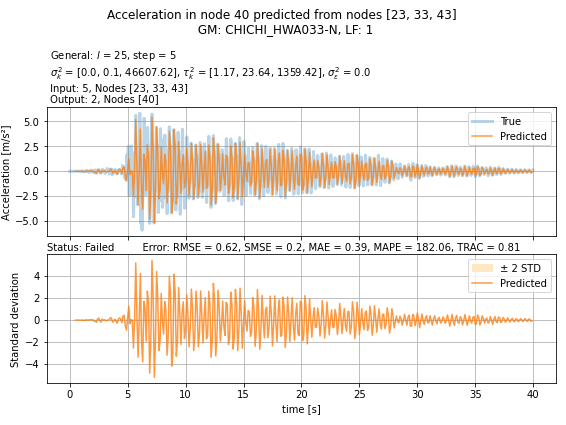 Acceleration in node 40 predicted from nodes [23, 33, 43]
GM: CHICHI_HWA033-N, LF: 1
General: l = 25, step = 5
σ²ₖ = [0.0, 0.1, 46607.62], τ²ₖ = [1.17, 23.64, 1359.42], σ²ε = 0.0
Input: 5, Nodes [23, 33, 43]
Output: 2, Nodes [40]
Acceleration [m/s²]
5.0
2.5
0.0
−2.5
−5.0
True
Predicted
Status: Failed Error: RMSE = 0.62, SMSE = 0.2, MAE = 0.39, MAPE = 182.06, TRAC = 0.81
Standard deviation
4
2
0
−2
−4
± 2 STD
Predicted
0 5 10 15 20 25 30 35 40
time [s]